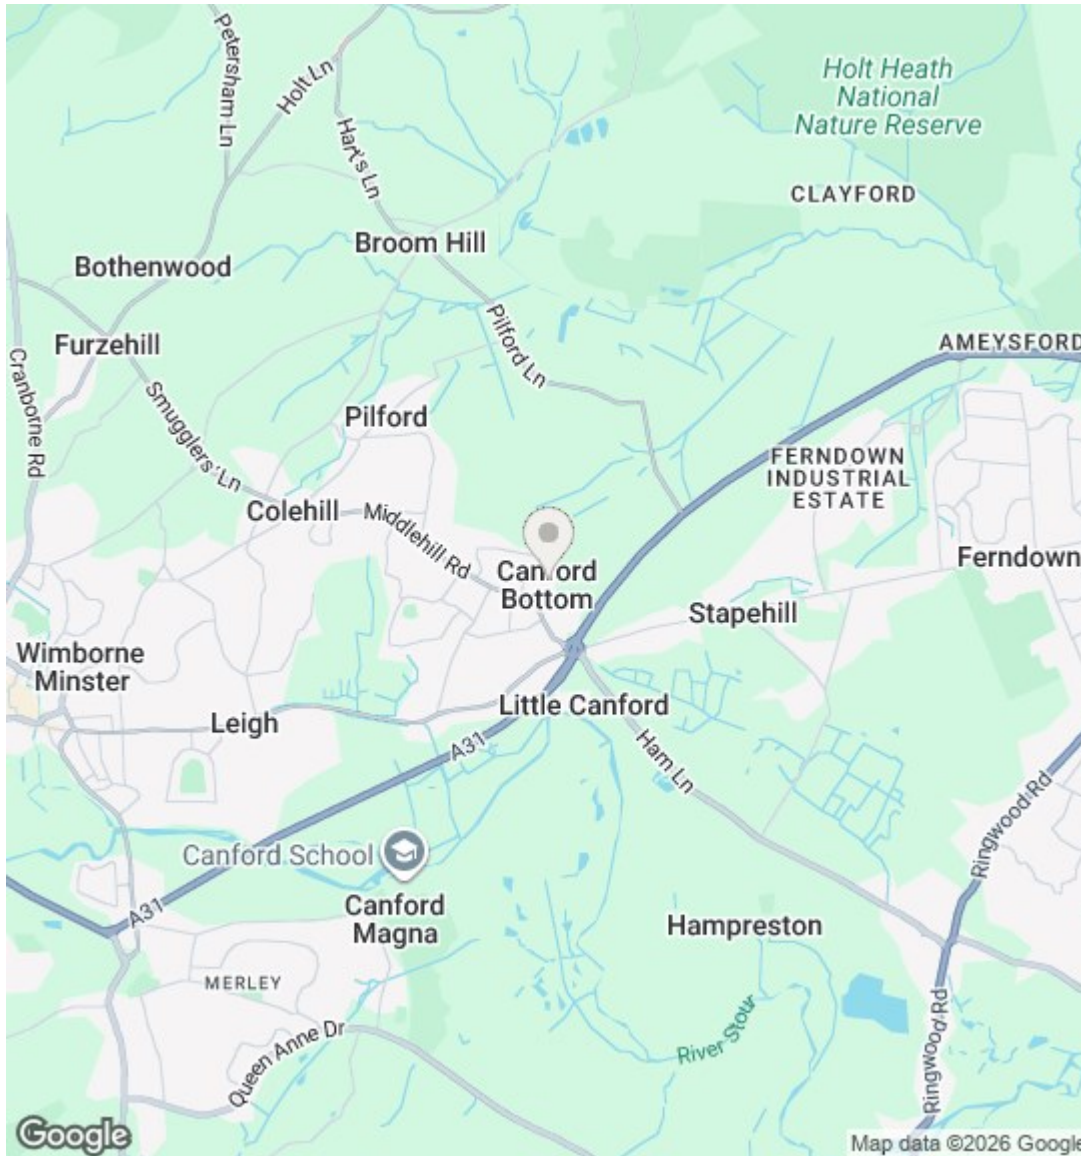 Petersham Ln
Holt Ln
Hart's Ln
Holt Heath
National
Nature Reserve
CLAYFORD
Broom Hill
Bothenwood
Pilford Ln
Furzehill
AMEYSFORD
Cranborne Rd
Smugglers' Ln
Pilford
FERNDOWN
INDUSTRIAL
ESTATE
Colehill
Middlehill Rd
Canford
Bottom
Ferndown
Stapehill
Wimborne
Minster
Little Canford
Leigh
A31
Ham Ln
Ringwood Rd
Canford School
Canford
Magna
A31
Hampreston
MERLEY
Queen Anne Dr
River Stour
Ringwood Rd
Ringwood Rd
Google
Map data ©2026 Google